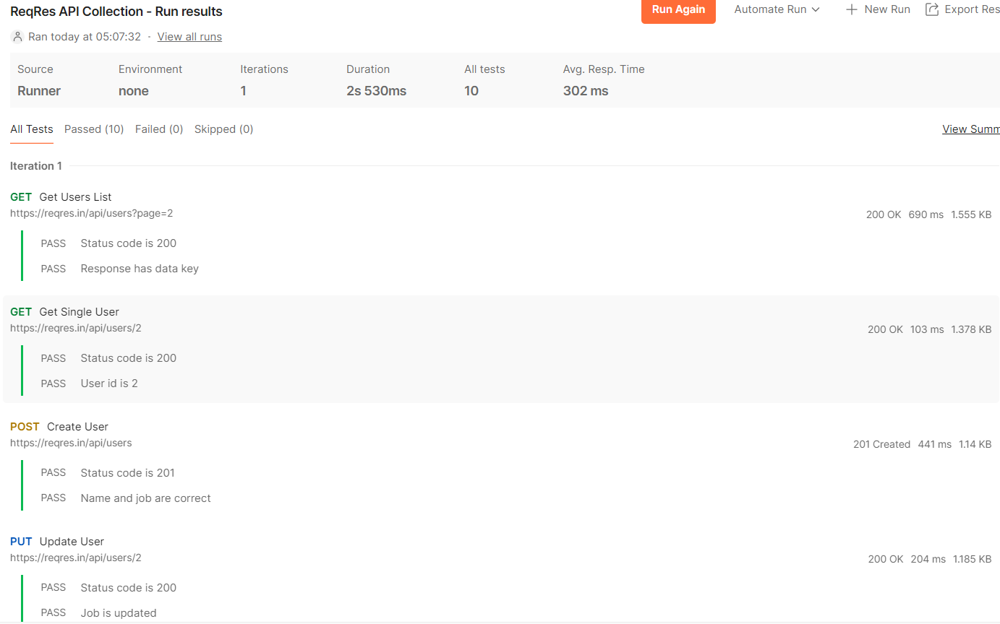 ReqRes API Collection - Run results
Run Again
Automate Run
New Run
Export Res
Ran today at 05:07:32 · View all runs
Source Environment Iterations Duration All tests Avg. Resp. Time
Runner none 1 2s 530ms 10 302 ms
All Tests Passed (10) Failed (0) Skipped (0) View Summ
Iteration 1
GET Get Users List
https://reqres.in/api/users?page=2
200 OK 690 ms 1.555 KB
PASS Status code is 200
PASS Response has data key
GET Get Single User
https://reqres.in/api/users/2
200 OK 103 ms 1.378 KB
PASS Status code is 200
PASS User id is 2
POST Create User
https://reqres.in/api/users
201 Created 441 ms 1.14 KB
PASS Status code is 201
PASS Name and job are correct
PUT Update User
https://reqres.in/api/users/2
200 OK 204 ms 1.185 KB
PASS Status code is 200
PASS Job is updated